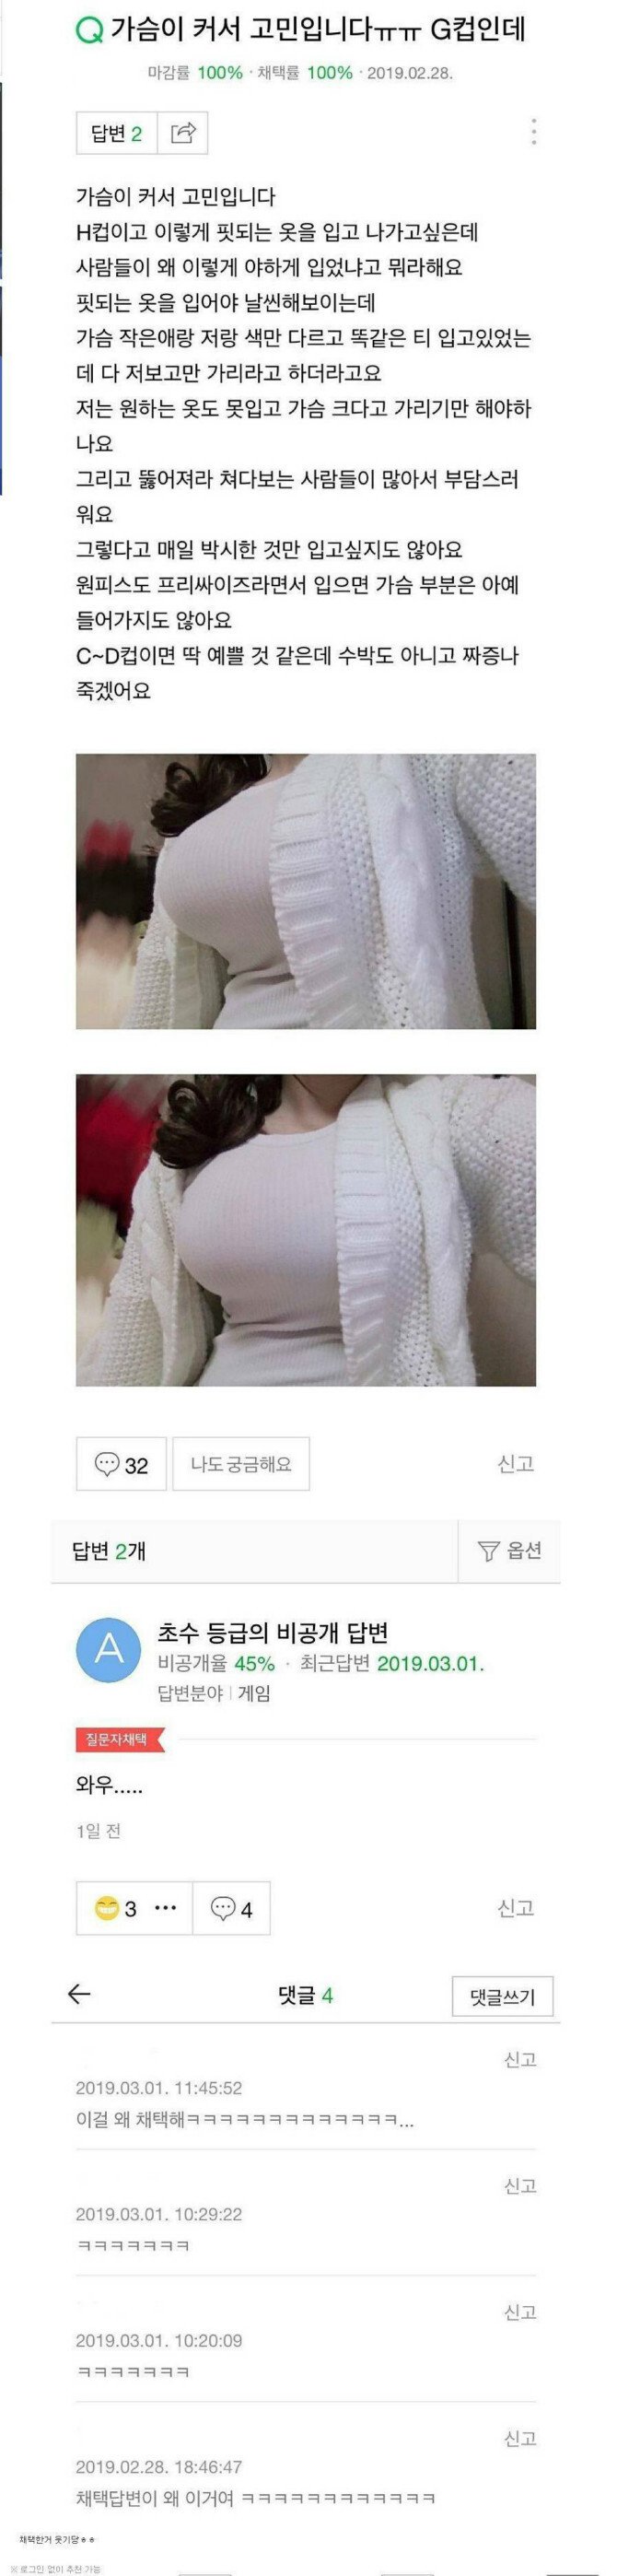 가슴이 커서 고민입니다ㅠㅠ G컵인데
마감률 100% · 채택률 100% · 2019.02.28.
답변 2
가슴이 커서 고민입니다
H컵이고 이렇게 핏되는 옷을 입고 나가고싶은데
사람들이 왜 이렇게 야하게 입었냐고 뭐라해요
핏되는 옷을 입어야 날씬해보이는데
가슴 작은애랑 저랑 색만 다르고 똑같은 티 입고있었는
데 다 저보고만 가리라고 하더라고요
저는 원하는 옷도 못입고 가슴 크다고 가리기만 해야하
나요
그리고 뚫어져라 쳐다보는 사람들이 많아서 부담스러
워요
그렇다고 매일 박시한 것만 입고싶지도 않아요
원피스도 프리싸이즈라면서 입으면 가슴 부분은 아예
들어가지도 않아요
C~D컵이면 딱 예쁠 것 같은데 수박도 아니고 짜증나
죽겠어요
32 나도 궁금해요 신고
답변 2개 옵션
A
초수 등급의 비공개 답변
비공개율 45% · 최근답변 2019.03.01.
답변분야 | 게임
질문자채택
와우.....
1일 전
3 ··· 4 신고
댓글 4 댓글쓰기
신고
2019.03.01. 11:45:52
이걸 왜 채택해ㅋㅋㅋㅋㅋㅋㅋㅋㅋㅋㅋㅋㅋ...
신고
2019.03.01. 10:29:22
ㅋㅋㅋㅋㅋㅋㅋ
신고
2019.03.01. 10:20:09
ㅋㅋㅋㅋㅋㅋㅋ
신고
2019.02.28. 18:46:47
채택답변이 왜 이거여 ㅋㅋㅋㅋㅋㅋㅋㅋㅋㅋㅋㅋ
채택한거 웃기당ㅎㅎ
※ 로그인 없이 추천 가능